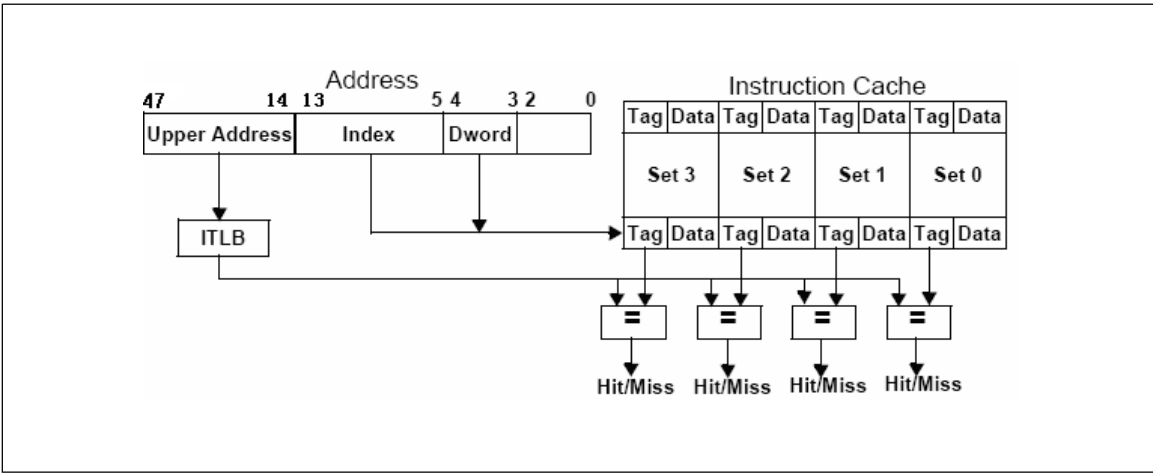 Address
Instruction Cache
47 14 13 5 4 3 2 0
Upper Address Index Dword
Tag Data Tag Data Tag Data Tag Data
Set 3 Set 2 Set 1 Set 0
ITLB
Tag Data Tag Data Tag Data Tag Data
= = = =
Hit/Miss Hit/Miss Hit/Miss Hit/Miss